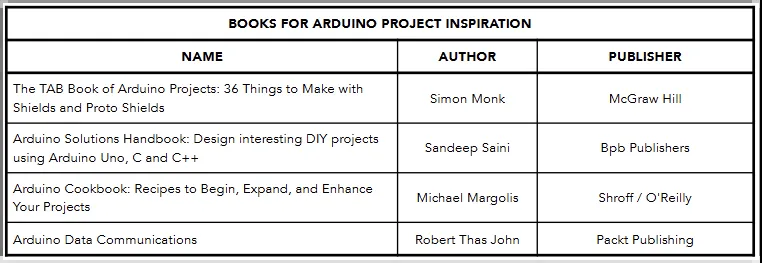 BOOKS FOR ARDUINO PROJECT INSPIRATION
NAME AUTHOR PUBLISHER
The TAB Book of Arduino Projects: 36 Things to Make with
Shields and Proto Shields
Simon Monk
McGraw Hill
Arduino Solutions Handbook: Design interesting DIY projects
using Arduino Uno, C and C++
Sandeep Saini
Bpb Publishers
Arduino Cookbook: Recipes to Begin, Expand, and Enhance
Your Projects
Michael Margolis
Shroff / O'Reilly
Arduino Data Communications
Robert Thas John
Packt Publishing